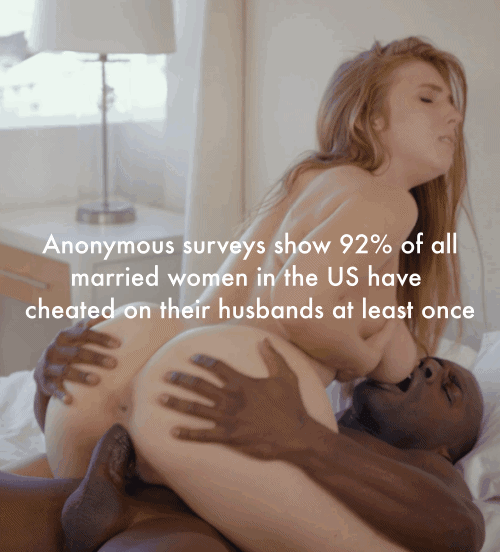 Anonymous surveys show 92% of all
married women in the US have
cheated on their husbands at least once